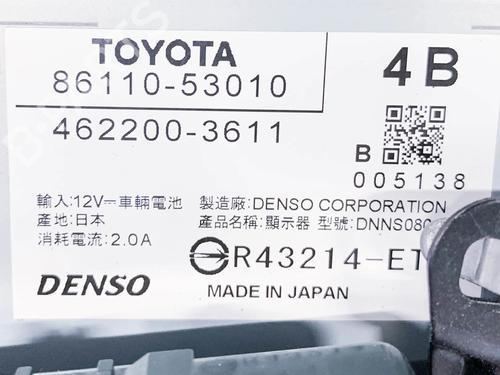 TOYOTA
86110-53010
4B
462200-3611
B
005138
輸入:12V⎓車輛電池
製造廠:DENSO CORPORATION
產地:日本
產品名稱:顯示器 型號:DNNS080
消耗電流:2.0A
R43214-ET
DENSO
MADE IN JAPAN